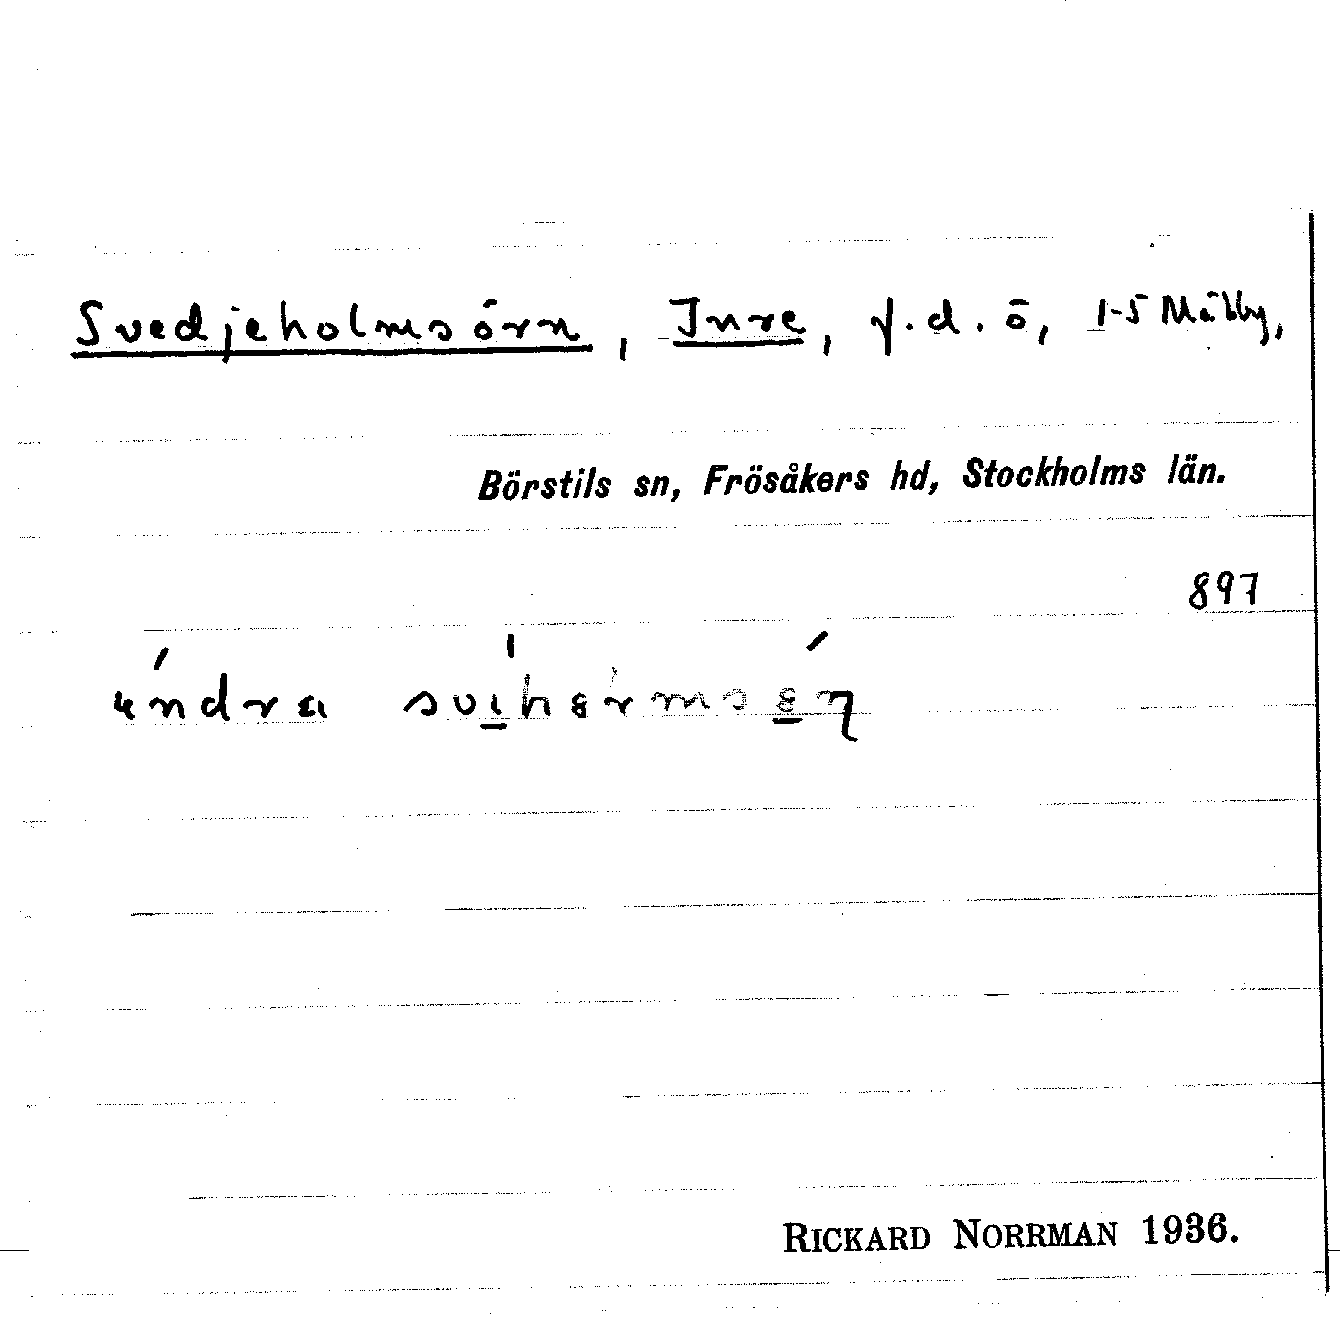 Svedjeholmsörn, Inre, f.d. ö, 1-5 Mälby,
Börstils sn, Frösåkers hd, Stockholms län.
897
RICKARD NORRMAN 1936.